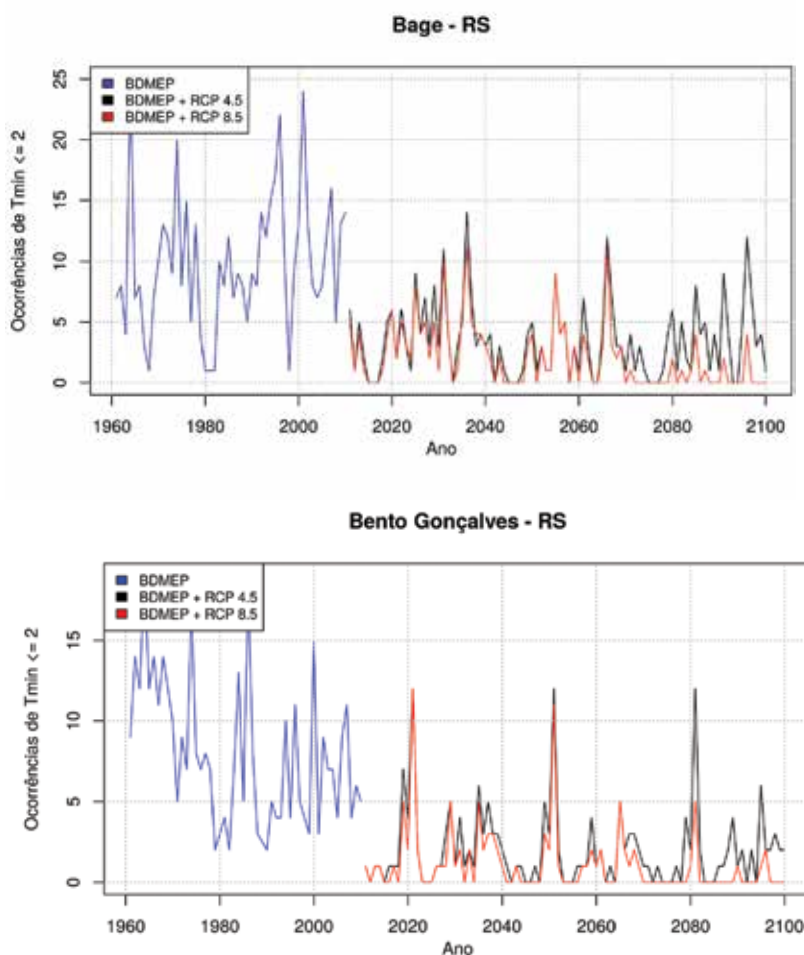 Bage - RS
BDMEP
BDMEP + RCP 4.5
BDMEP + RCP 8.5
Ocorrências de Tmin <= 2
25
20
15
10
5
0
1960 1980 2000 2020 2040 2060 2080 2100
Ano
Bento Gonçalves - RS
BDMEP
BDMEP + RCP 4.5
BDMEP + RCP 8.5
Ocorrências de Tmin <= 2
15
10
5
0
1960 1980 2000 2020 2040 2060 2080 2100
Ano